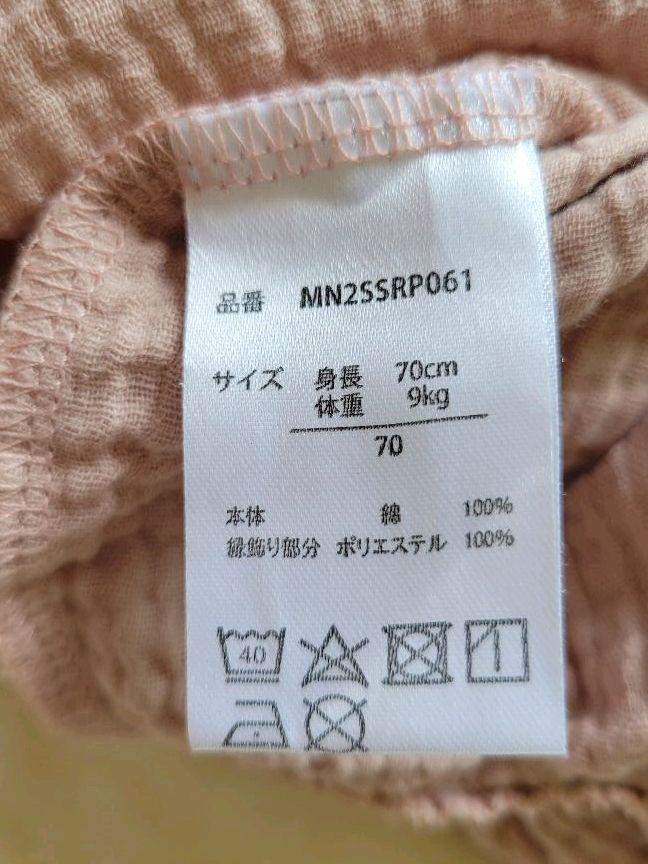 品番 MN2SSRP061
サイズ 身長 70cm
体重 9kg
70
本体 綿 100%
縁飾り部分 ポリエステル 100%
40